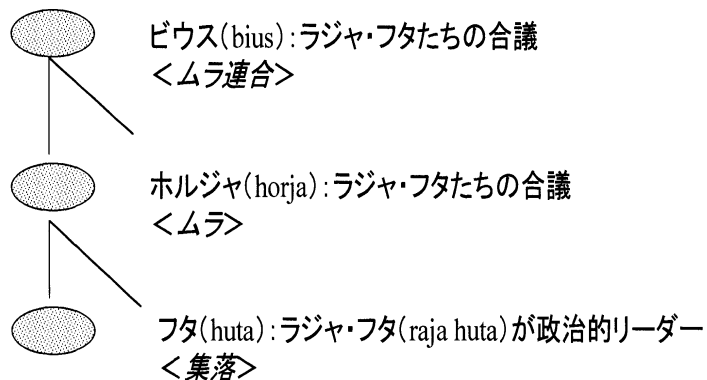 ビウス(bius):ラジャ・フタたちの合議
<ムラ連合>
ホルジャ(horja):ラジャ・フタたちの合議
<ムラ>
フタ(huta):ラジャ・フタ(raja huta)が政治的リーダー
<集落>